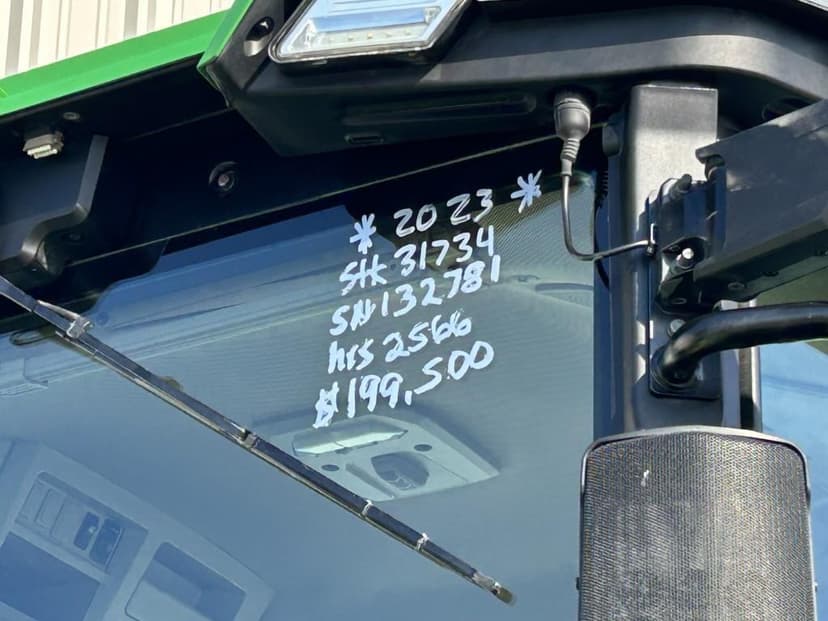 * 2023 *
Stk 31734
SN 132781
hrs 2566
$199,500